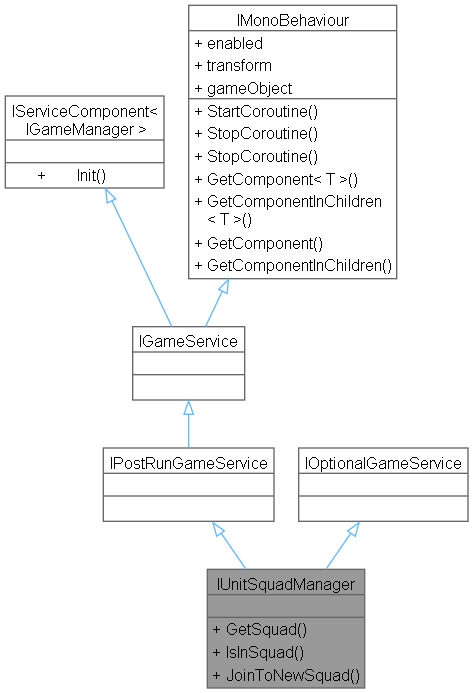 IMonoBehaviour
+ enabled
+ transform
+ gameObject
+ StartCoroutine()
+ StopCoroutine()
+ StopCoroutine()
+ GetComponent< T >()
+ GetComponentInChildren
< T >()
+ GetComponent()
+ GetComponentInChildren()
IServiceComponent<
IGameManager >
+ Init()
IGameService
IPostRunGameService
IOptionalGameService
IUnitSquadManager
+ GetSquad()
+ IsInSquad()
+ JoinToNewSquad()